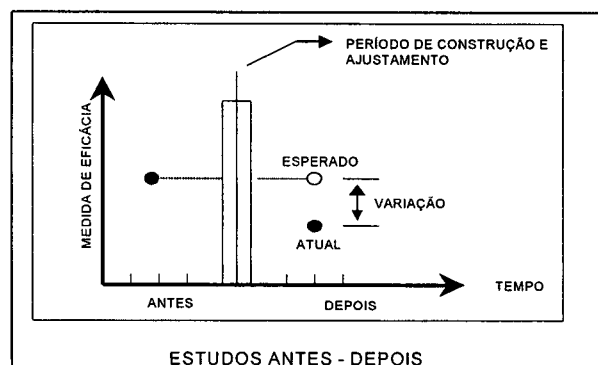 PERÍODO DE CONSTRUÇÃO E
AJUSTAMENTO
MEDIDA DE EFICÁCIA
ESPERADO
VARIAÇÃO
ATUAL
TEMPO
ANTES
DEPOIS
ESTUDOS ANTES - DEPOIS